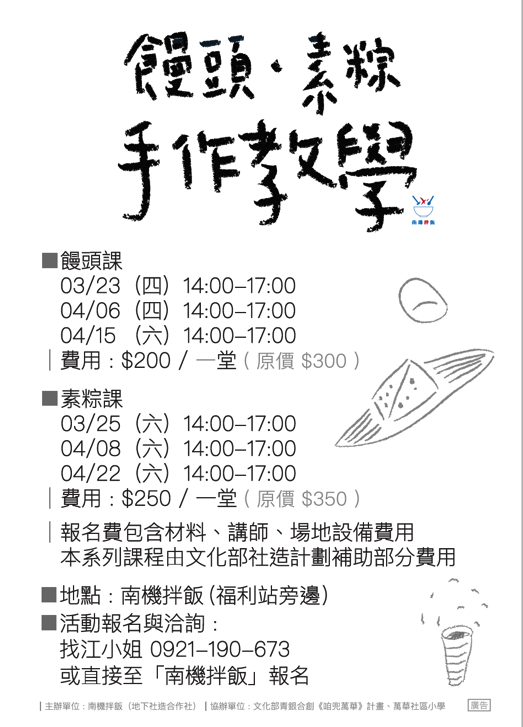 饅頭・素粽
手作教學
南機拌飯
■饅頭課
03/23（四）14:00–17:00
04/06（四）14:00–17:00
04/15 （六）14:00–17:00
｜費用：$200 / 一堂（原價 $300 ）
■素粽課
03/25（六）14:00–17:00
04/08（六）14:00–17:00
04/22（六）14:00–17:00
｜費用：$250 / 一堂（原價 $350 ）
｜報名費包含材料、講師、場地設備費用
本系列課程由文化部社造計劃補助部分費用
■地點：南機拌飯（福利站旁邊）
■活動報名與洽詢：
找江小姐 0921–190–673
或直接至「南機拌飯」報名
｜主辦單位：南機拌飯（地下社造合作社）｜協辦單位：文化部青銀合創《咱兜萬華》計畫、萬華社區小學 廣告